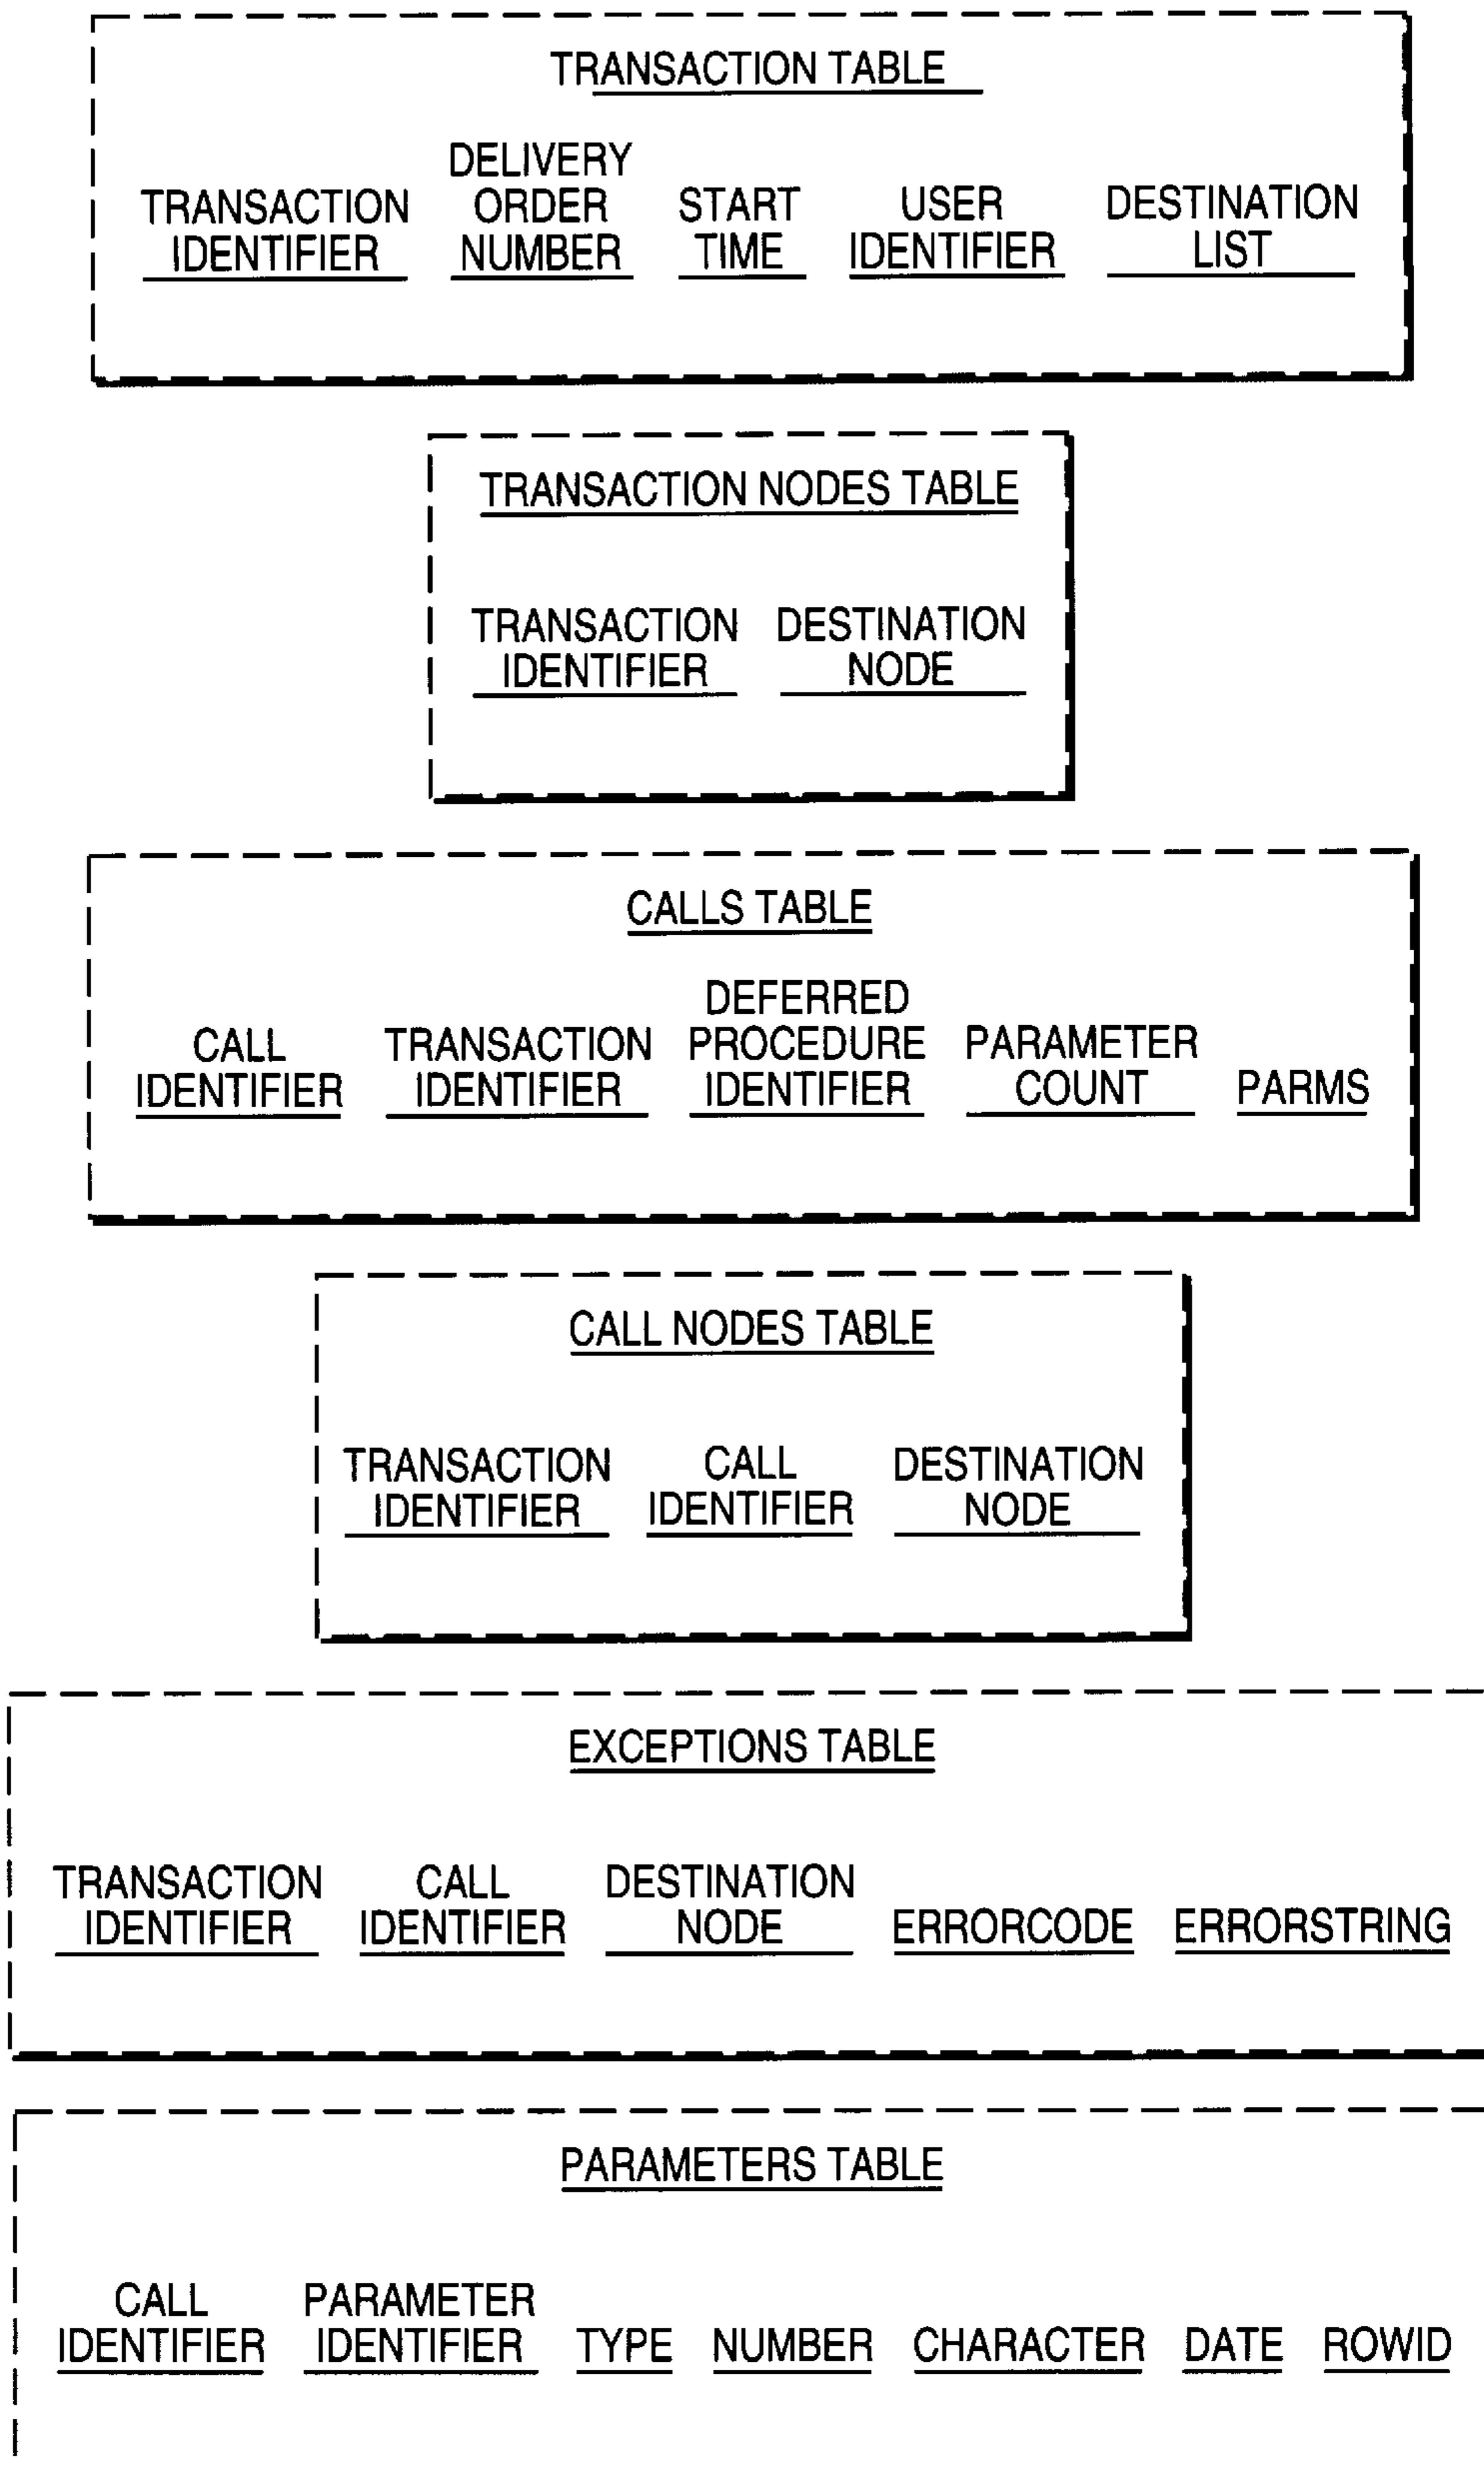 TRANSACTION TABLE
DELIVERY
TRANSACTION ORDER START USER DESTINATION
IDENTIFIER NUMBER TIME IDENTIFIER LIST
TRANSACTION NODES TABLE
TRANSACTION DESTINATION
IDENTIFIER NODE
CALLS TABLE
DEFERRED
CALL TRANSACTION PROCEDURE PARAMETER
IDENTIFIER IDENTIFIER IDENTIFIER COUNT PARMS
CALL NODES TABLE
TRANSACTION CALL DESTINATION
IDENTIFIER IDENTIFIER NODE
EXCEPTIONS TABLE
TRANSACTION CALL DESTINATION
IDENTIFIER IDENTIFIER NODE ERRORCODE ERRORSTRING
PARAMETERS TABLE
CALL PARAMETER
IDENTIFIER IDENTIFIER TYPE NUMBER CHARACTER DATE ROWID